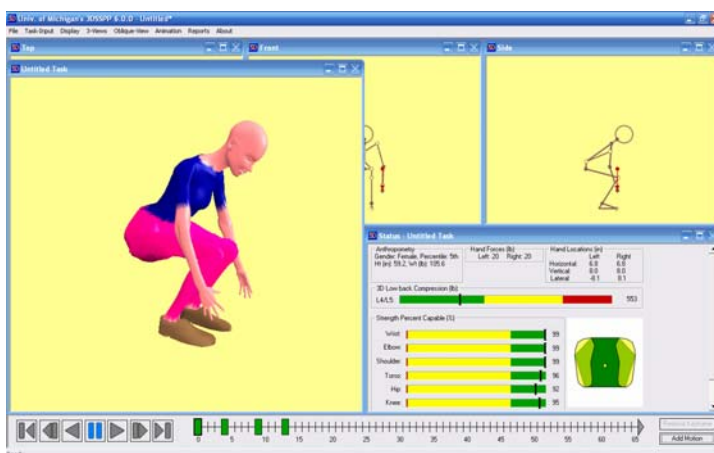 Univ. of Michigan's 3DSSPP 6.0.0 - Untitled*
File Task-Input Display 3-Views Oblique-View Animation Reports About
Top
Front
Side
Untitled Task
Status - Untitled Task
Anthropometry
Gender: Female, Percentile: 5th
Ht (in): 59.2, Wt (lb): 105.6
Hand Forces (lb)
Left: 20 Right: 20
Hand Locations (in)
Left Right
Horizontal: 6.8 6.8
Vertical: 8.0 8.0
Lateral: -8.1 8.1
3D Low back Compression (lb)
L4/L5: 553
Strength Percent Capable (%)
Wrist: 99
Elbow: 99
Shoulder: 99
Torso: 96
Hip: 92
Knee: 95
0 5 10 15 20 25 30 35 40 45 50 55 60 65
Add Motion